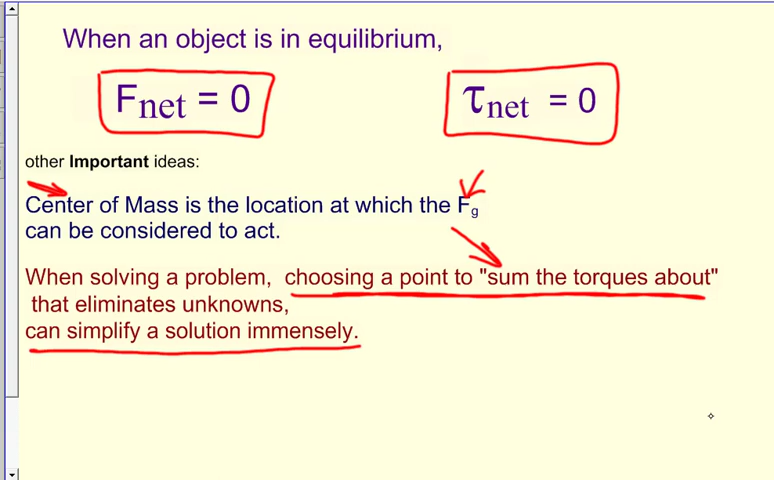 When an object is in equilibrium,
Fnet = 0
τnet = 0
other Important ideas:
Center of Mass is the location at which the Fg
can be considered to act.
When solving a problem, choosing a point to "sum the torques about"
that eliminates unknowns,
can simplify a solution immensely.